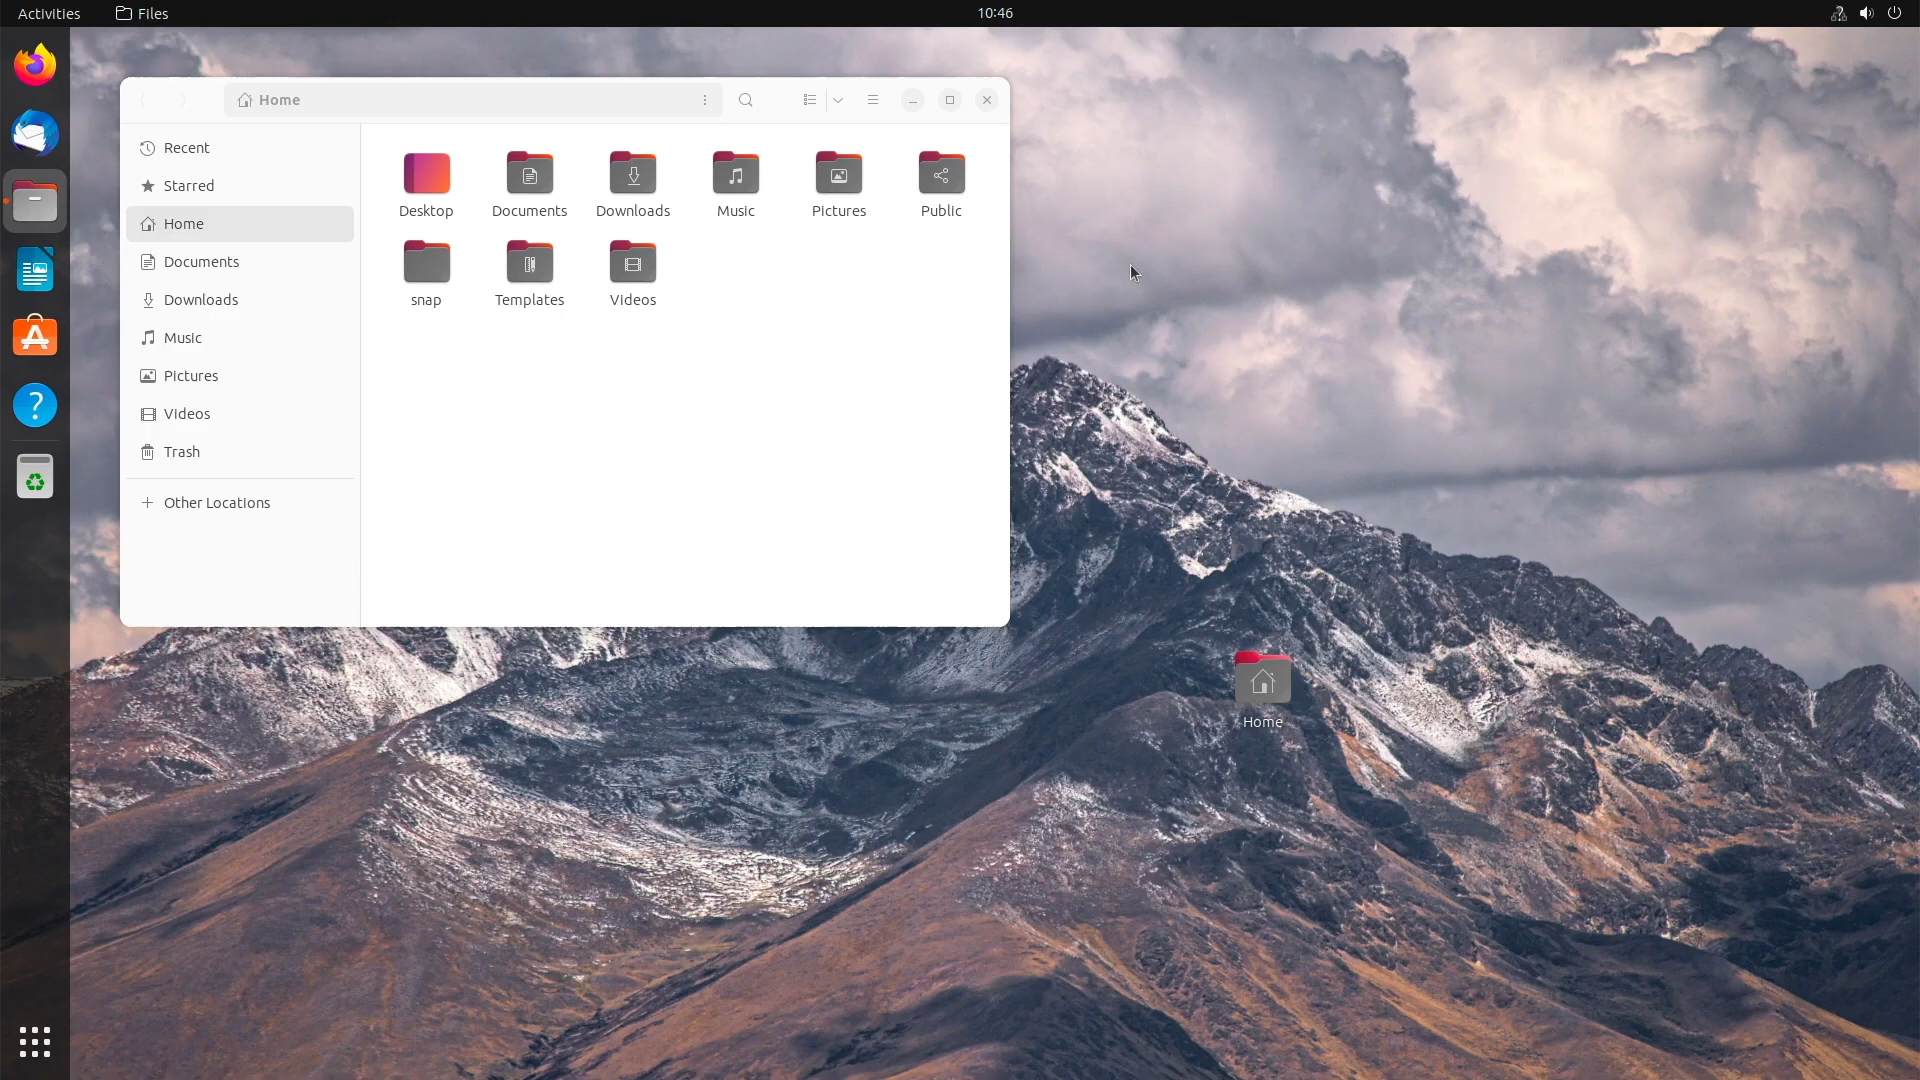 Activities
Files
10:46
Home
Recent
Starred
Home
Documents
Downloads
Music
Pictures
Videos
Trash
Other Locations
Desktop
Documents
Downloads
Music
Pictures
Public
snap
Templates
Videos
Home